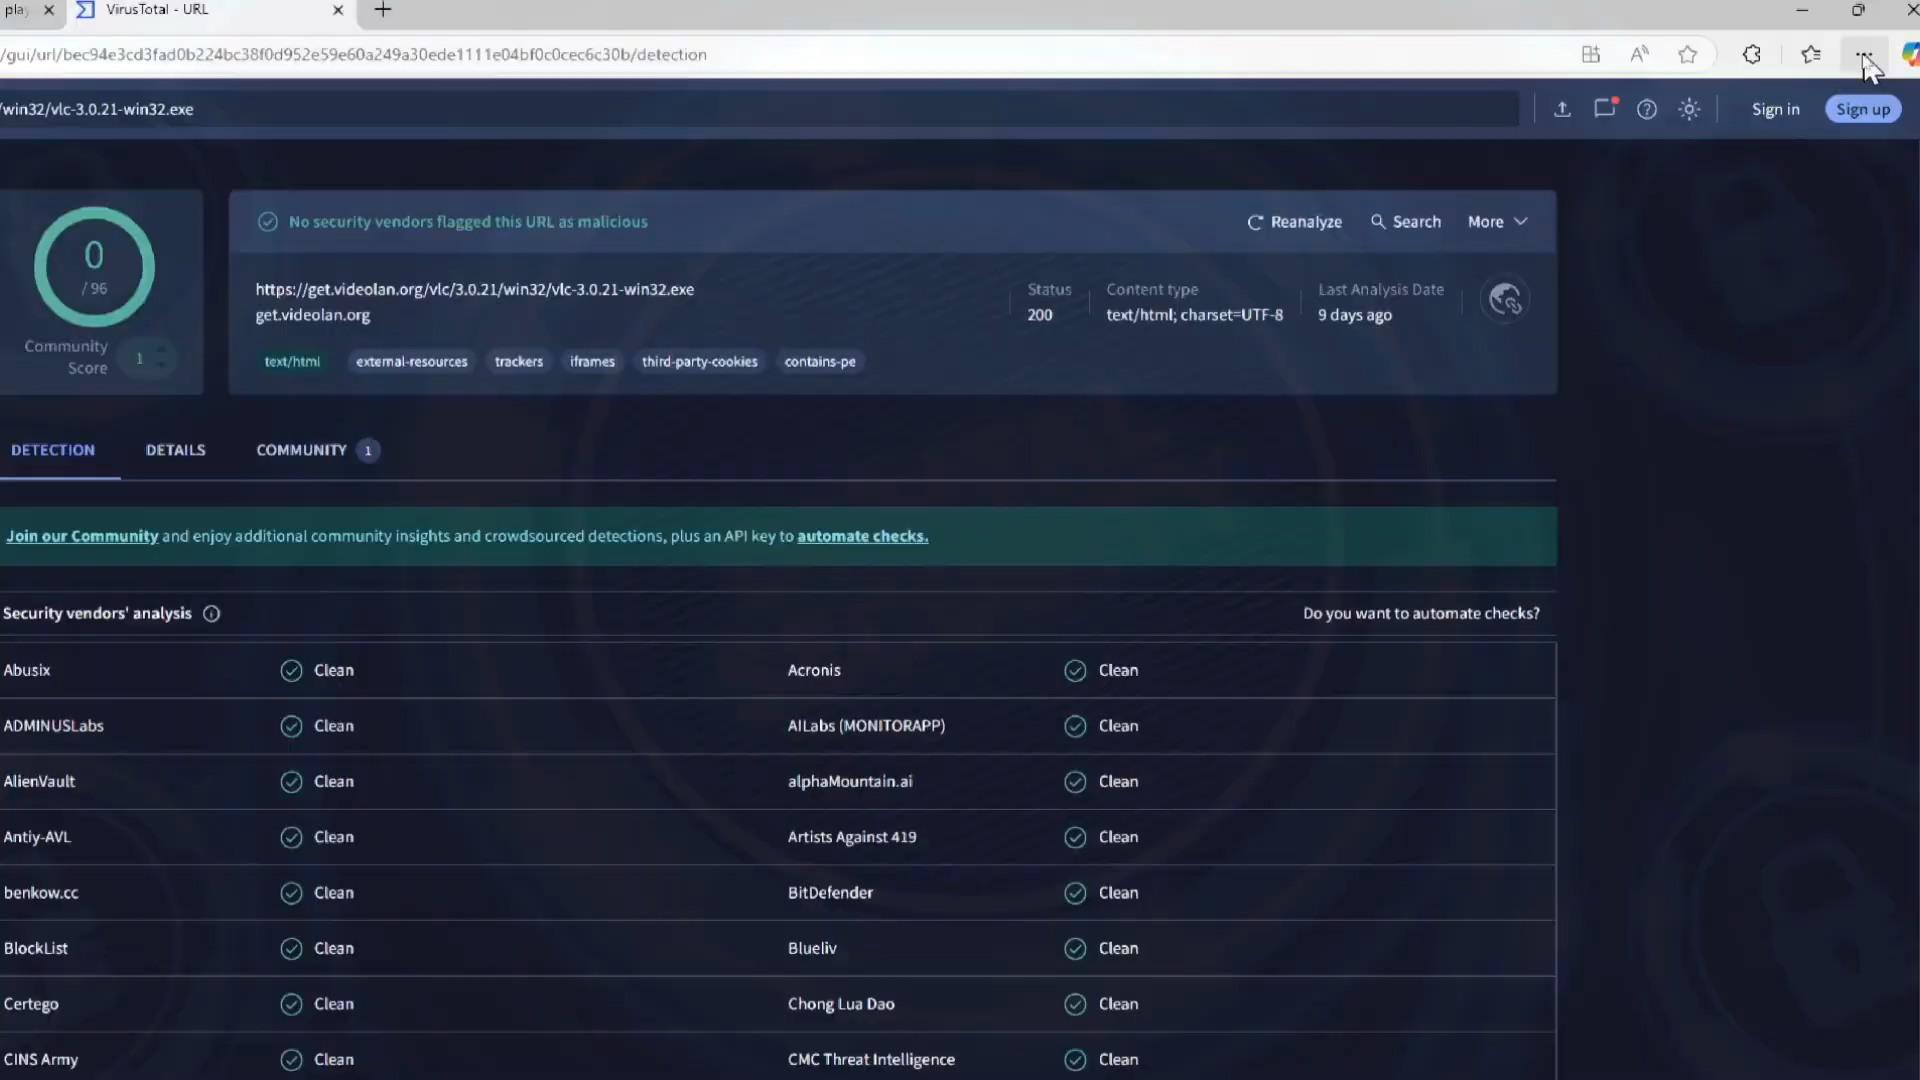 play
VirusTotal - URL
/gui/url/bec94e3cd3fad0b224bc38f0d952e59e60a249a30ede1111e04bf0c0cec6c30b/detection
/win32/vlc-3.0.21-win32.exe
Sign in
Sign up
0
/ 96
Community
Score
1
No security vendors flagged this URL as malicious
Reanalyze
Search
More
https://get.videolan.org/vlc/3.0.21/win32/vlc-3.0.21-win32.exe
get.videolan.org
Status
200
Content type
text/html; charset=UTF-8
Last Analysis Date
9 days ago
text/html external-resources trackers iframes third-party-cookies contains-pe
DETECTION DETAILS COMMUNITY 1
Join our Community and enjoy additional community insights and crowdsourced detections, plus an API key to automate checks.
Security vendors' analysis
Do you want to automate checks?
Abusix Clean Acronis Clean
ADMINUSLabs Clean AILabs (MONITORAPP) Clean
AlienVault Clean alphaMountain.ai Clean
Antiy-AVL Clean Artists Against 419 Clean
benkow.cc Clean BitDefender Clean
BlockList Clean Blueliv Clean
Certego Clean Chong Lua Dao Clean
CINS Army Clean CMC Threat Intelligence Clean